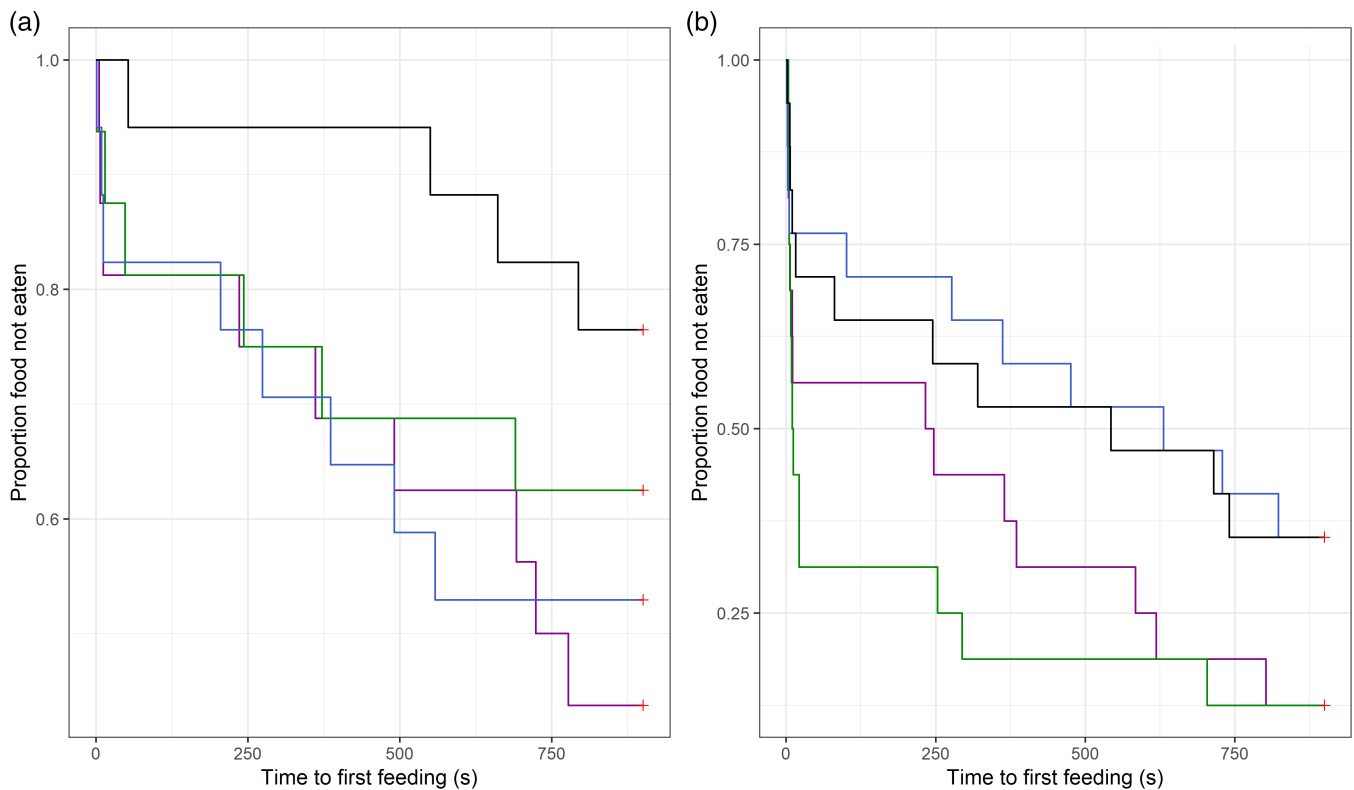 (a)
Proportion food not eaten
1.0
0.8
0.6
0
250
500
750
Time to first feeding (s)
(b)
Proportion food not eaten
1.00
0.75
0.50
0.25
0
250
500
750
Time to first feeding (s)